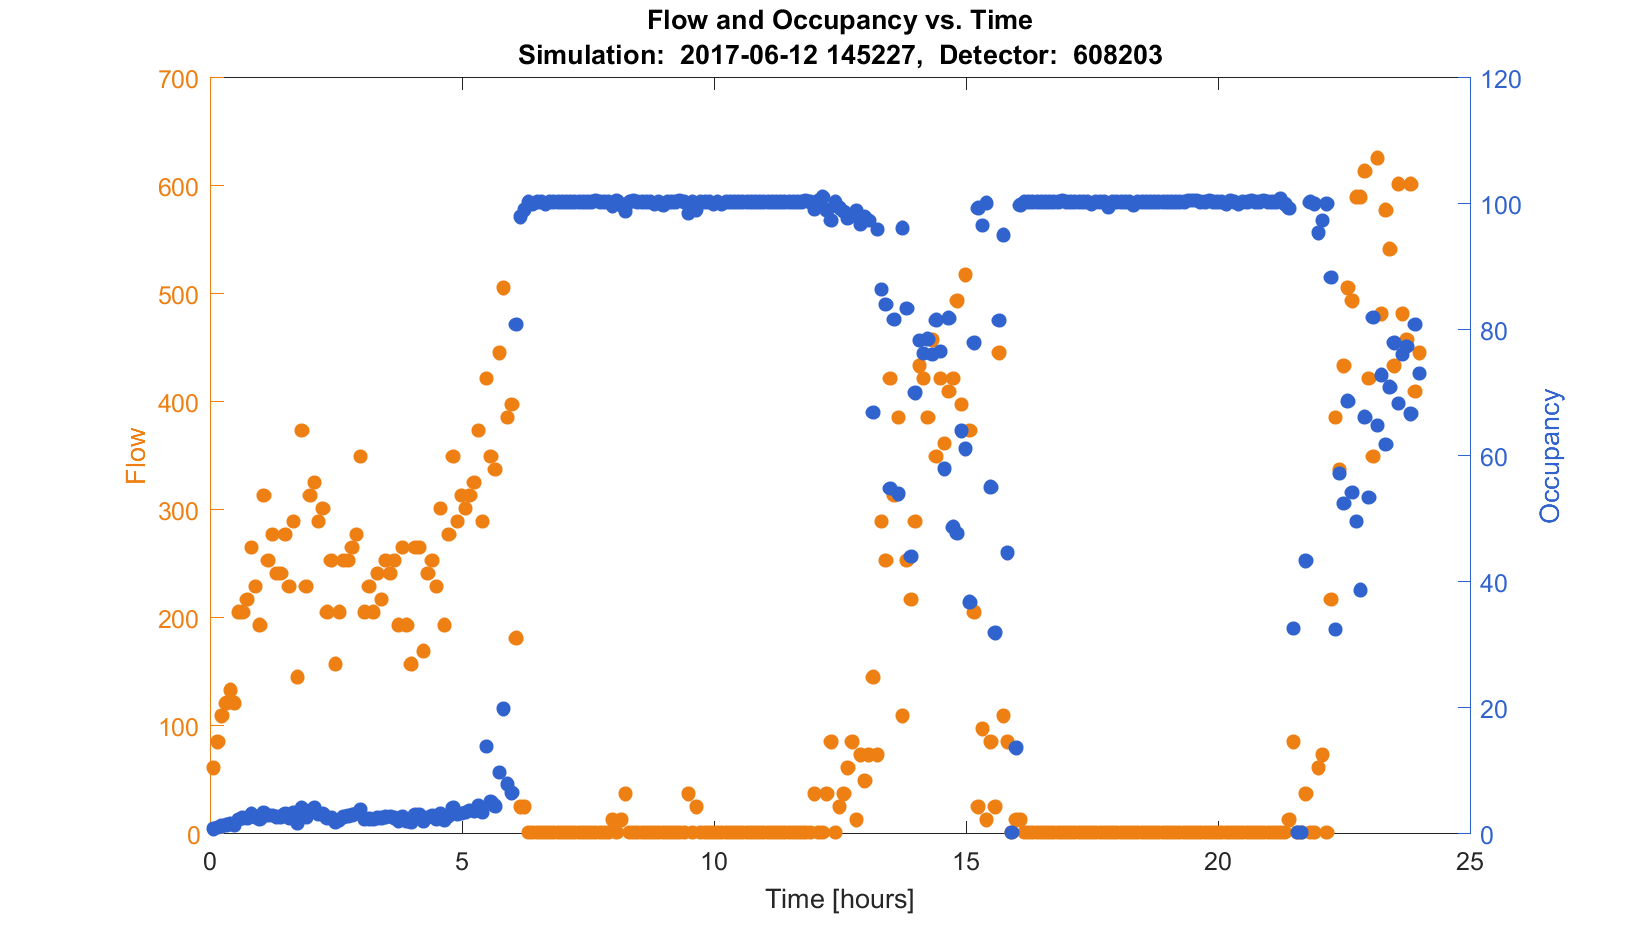 Flow and Occupancy vs. Time
Simulation:  2017-06-12 145227,  Detector:  608203
700
600
500
400
300
200
100
0
Flow
120
100
80
60
40
20
0
Occupancy
0 5 10 15 20 25
Time [hours]